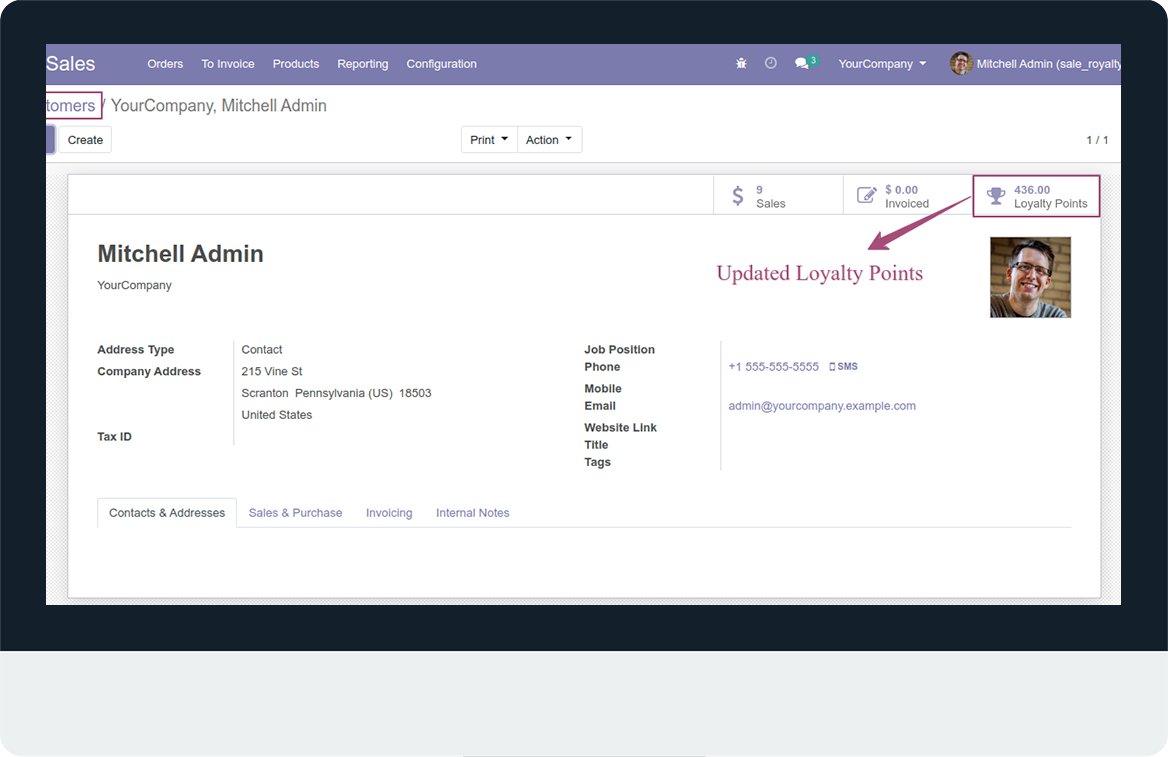 Sales Orders To Invoice Products Reporting Configuration 3 YourCompany Mitchell Admin (sale_royalty
tomers / YourCompany, Mitchell Admin
Create Print Action 1 / 1
9
Sales
$ 0.00
Invoiced
436.00
Loyalty Points
Mitchell Admin
Updated Loyalty Points
YourCompany
Address Type Contact
Company Address 215 Vine St
Scranton Pennsylvania (US) 18503
United States
Tax ID
Job Position
Phone +1 555-555-5555 SMS
Mobile
Email admin@yourcompany.example.com
Website Link
Title
Tags
Contacts & Addresses Sales & Purchase Invoicing Internal Notes